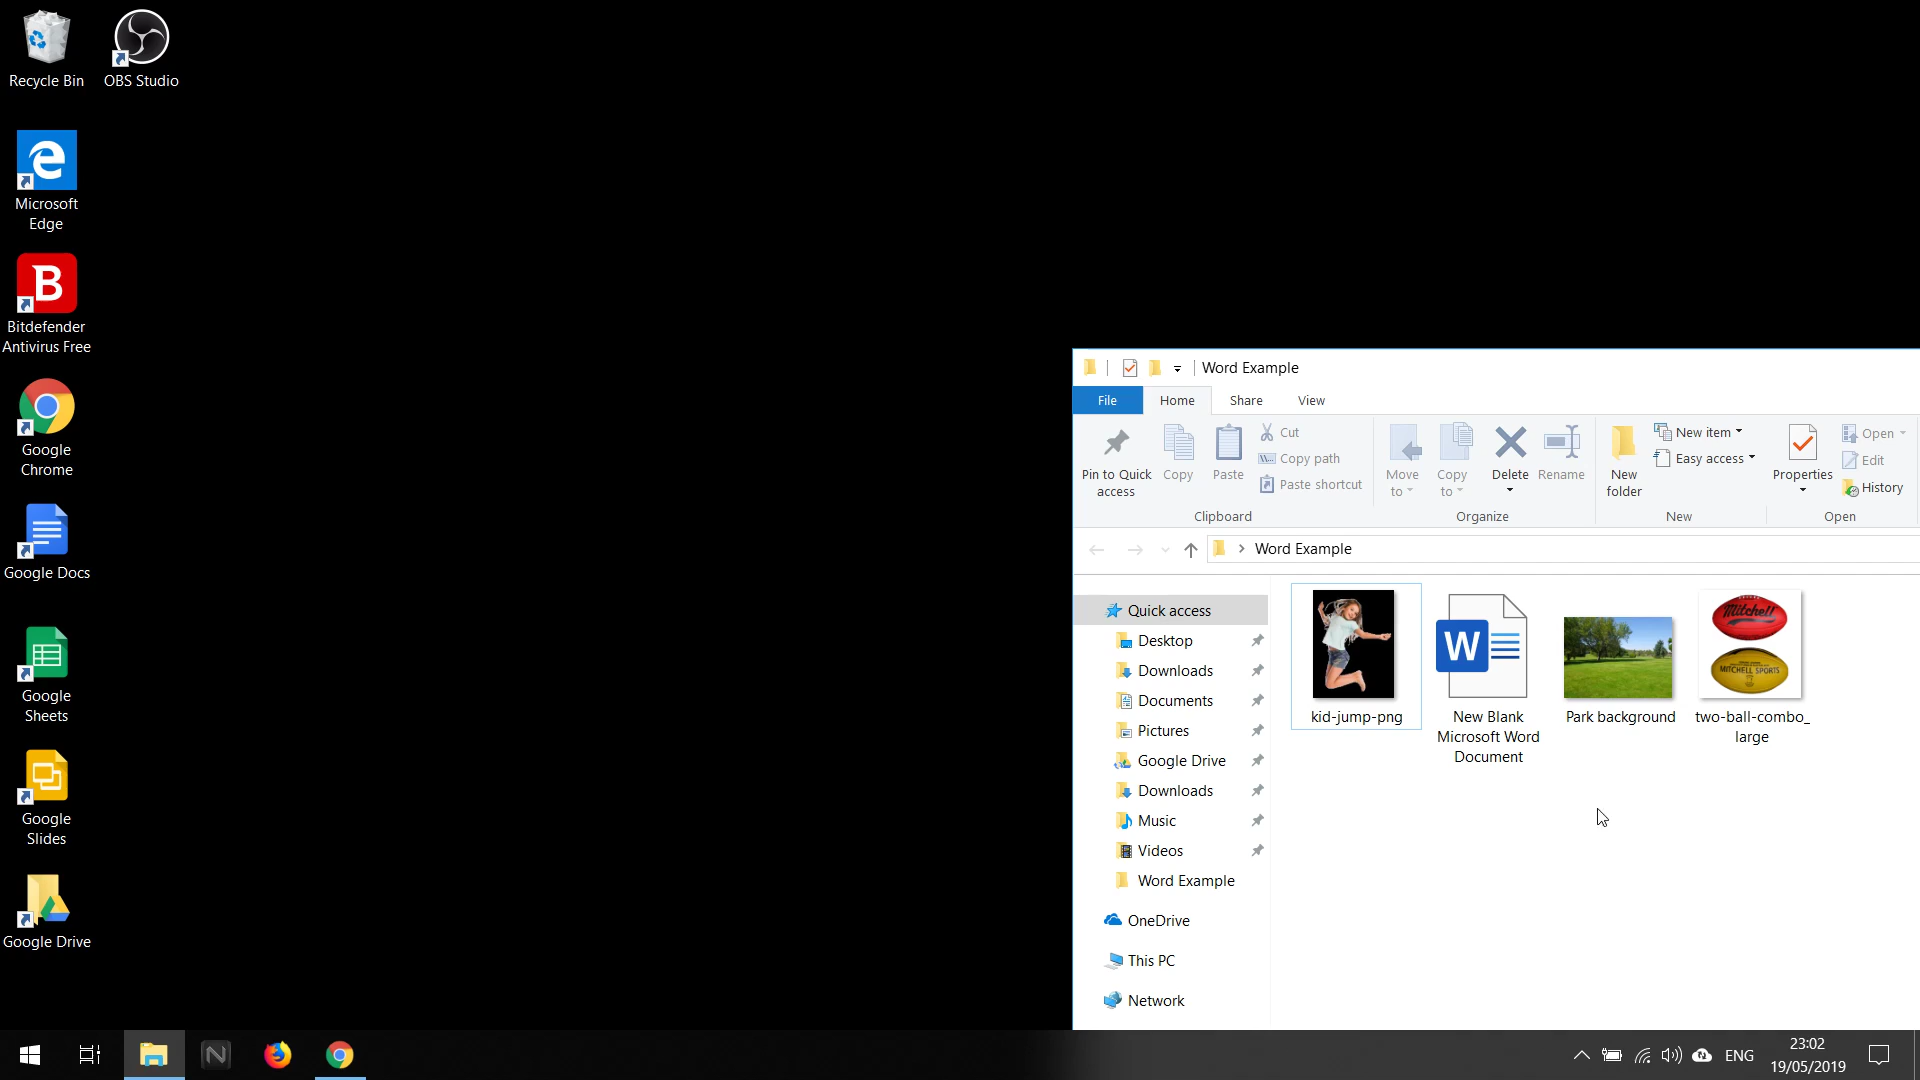 Recycle Bin
OBS Studio
Microsoft
Edge
Bitdefender
Antivirus Free
Google
Chrome
Google Docs
Google
Sheets
Google
Slides
Google Drive
Word Example
File
Home
Share
View
Pin to Quick
access
Copy
Paste
Cut
Copy path
Paste shortcut
Clipboard
Move
to
Copy
to
Delete
Rename
Organize
New
folder
New item
Easy access
New
Properties
Open
Edit
History
Open
Word Example
Quick access
Desktop
Downloads
Documents
Pictures
Google Drive
Downloads
Music
Videos
Word Example
OneDrive
This PC
Network
kid-jump-png
W
New Blank
Microsoft Word
Document
Park background
Mitchell
MITCHELL SPORTS
two-ball-combo_
large
ENG
23:02
19/05/2019